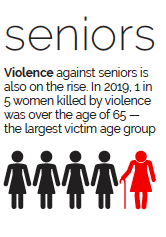 seniors
Violence against seniors is
also on the rise. In 2019, 1 in
5 women killed by violence
was over the age of 65 —
the largest victim age group